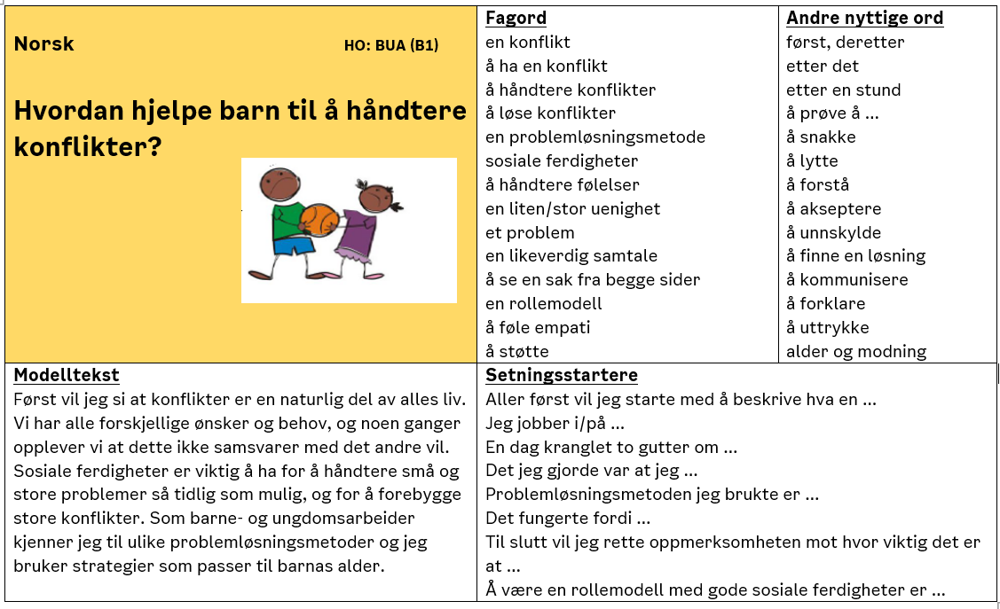 Norsk HO: BUA (B1)
Hvordan hjelpe barn til å håndtere
konflikter?
Fagord
en konflikt
å ha en konflikt
å håndtere konflikter
å løse konflikter
en problemløsningsmetode
sosiale ferdigheter
å håndtere følelser
en liten/stor uenighet
et problem
en likeverdig samtale
å se en sak fra begge sider
en rollemodell
å føle empati
å støtte
Andre nyttige ord
først, deretter
etter det
etter en stund
å prøve å ...
å snakke
å lytte
å forstå
å akseptere
å unnskylde
å finne en løsning
å kommunisere
å forklare
å uttrykke
alder og modning
Modelltekst
Først vil jeg si at konflikter er en naturlig del av alles liv.
Vi har alle forskjellige ønsker og behov, og noen ganger
opplever vi at dette ikke samsvarer med det andre vil.
Sosiale ferdigheter er viktig å ha for å håndtere små og
store problemer så tidlig som mulig, og for å forebygge
store konflikter. Som barne- og ungdomsarbeider
kjenner jeg til ulike problemløsningsmetoder og jeg
bruker strategier som passer til barnas alder.
Setningsstartere
Aller først vil jeg starte med å beskrive hva en ...
Jeg jobber i/på ...
En dag kranglet to gutter om ...
Det jeg gjorde var at jeg ...
Problemløsningsmetoden jeg brukte er ...
Det fungerte fordi ...
Til slutt vil jeg rette oppmerksomheten mot hvor viktig det er
at ...
Å være en rollemodell med gode sosiale ferdigheter er ...